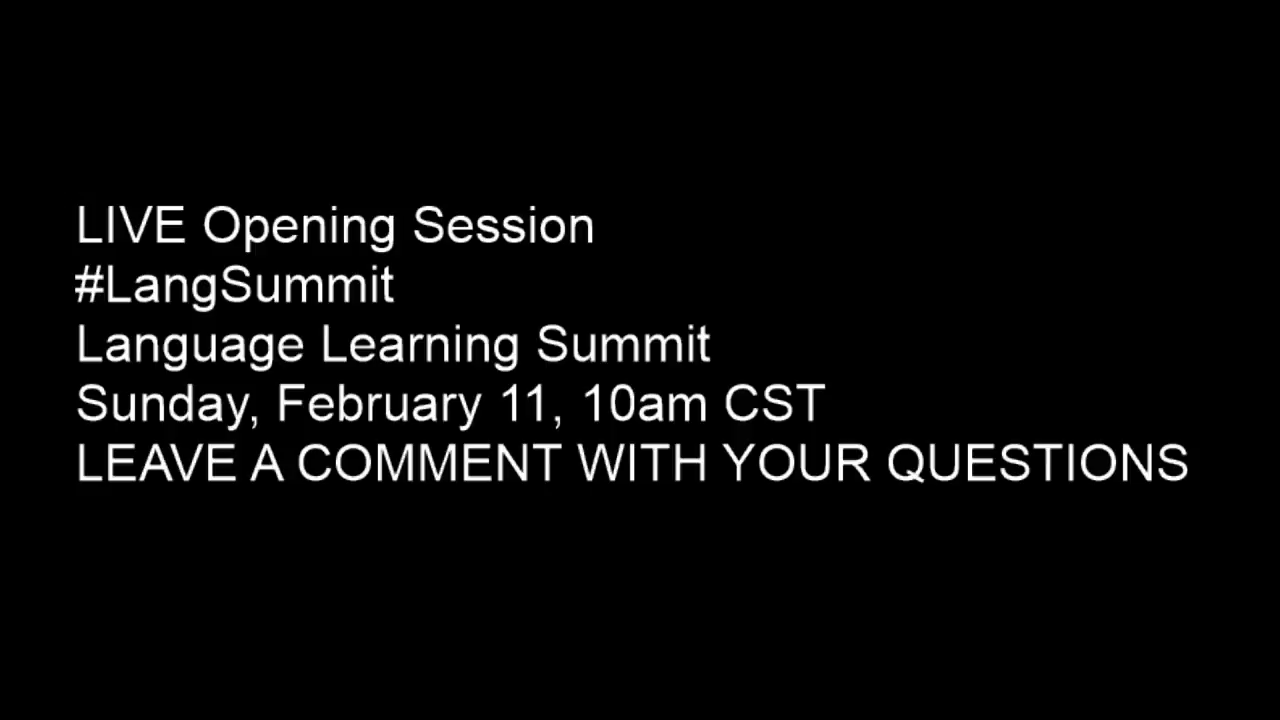 LIVE Opening Session
#LangSummit
Language Learning Summit
Sunday, February 11, 10am CST
LEAVE A COMMENT WITH YOUR QUESTIONS